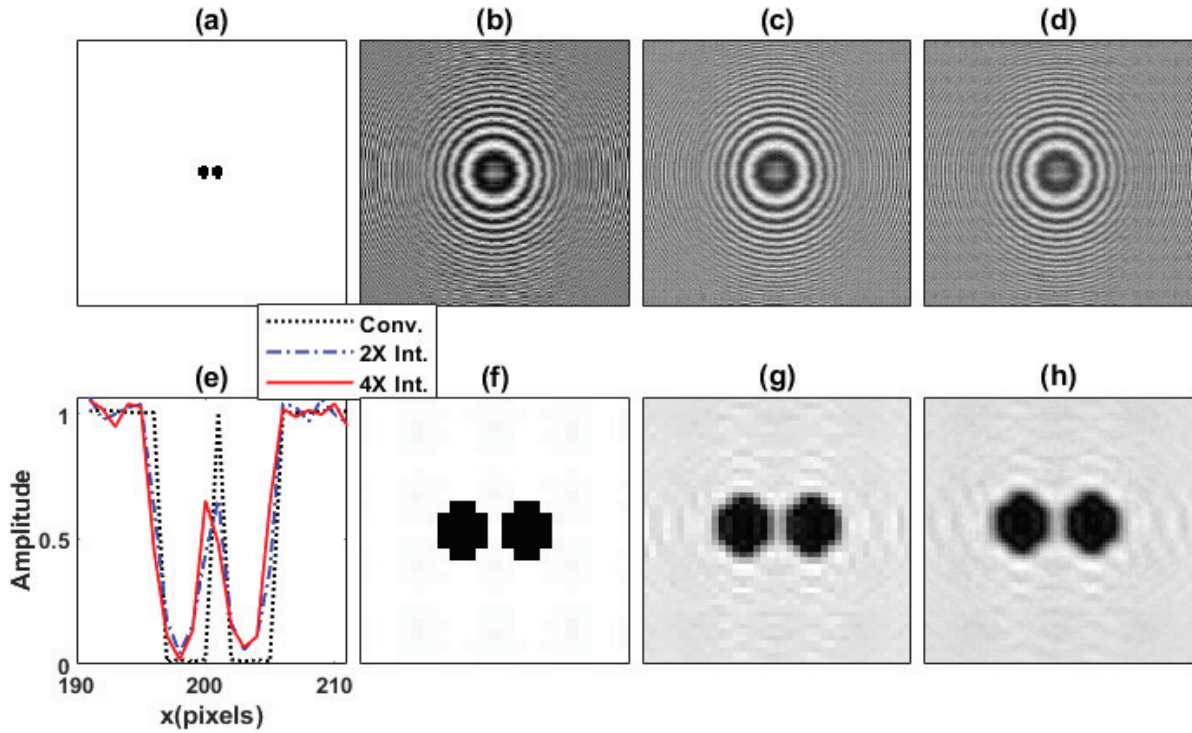 (a)
(b)
(c)
(d)
Conv.
2X Int.
4X Int.
(e)
(f)
(g)
(h)
1
0.5
0
Amplitude
190
200
210
x(pixels)